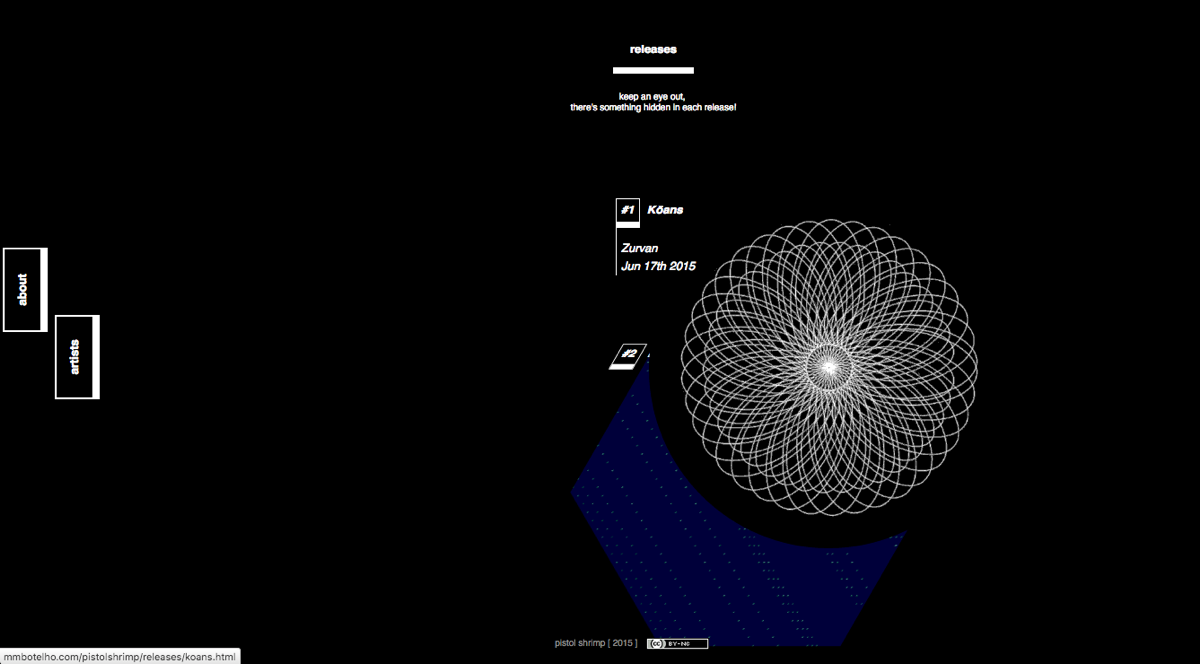 releases
keep an eye out,
there's something hidden in each release!
#1 Kōans
Zurvan
Jun 17th 2015
about
artists
#2
pistol shrimp [ 2015 ]
cc BY-NC
mmbotelho.com/pistolshrimp/releases/koans.html